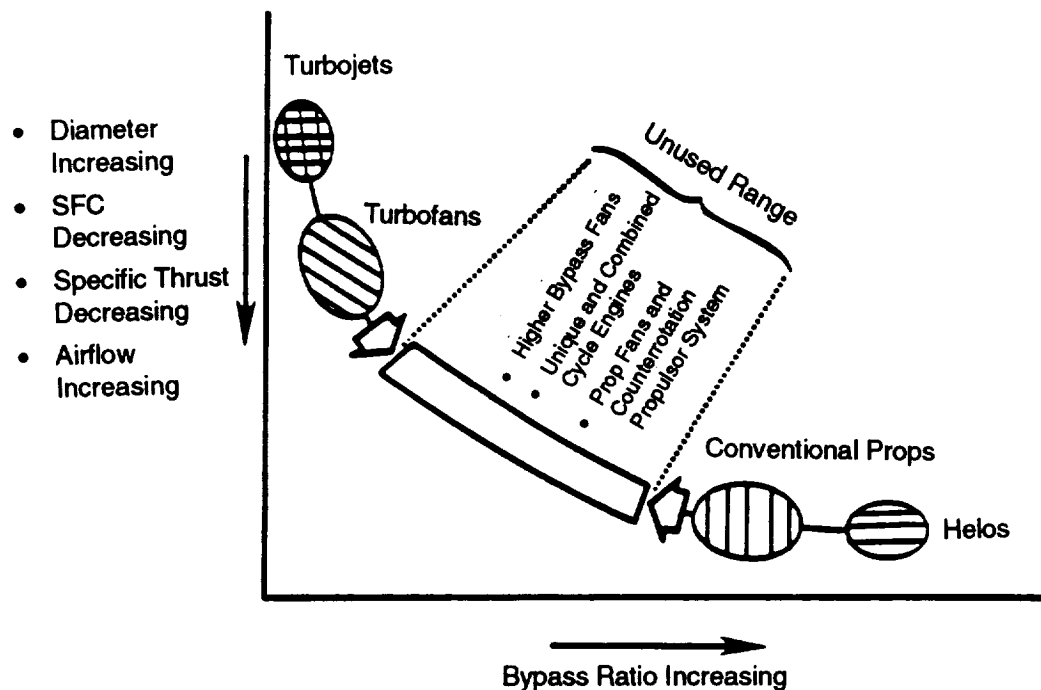 Turbojets
• Diameter
Increasing
• SFC
Decreasing
• Specific Thrust
Decreasing
• Airflow
Increasing
Turbofans
Unused Range
• Higher Bypass Fans
• Unique and Combined
Cycle Engines
• Prop Fans and
Counterrotation
Propulsor System
Conventional Props
Helos
Bypass Ratio Increasing